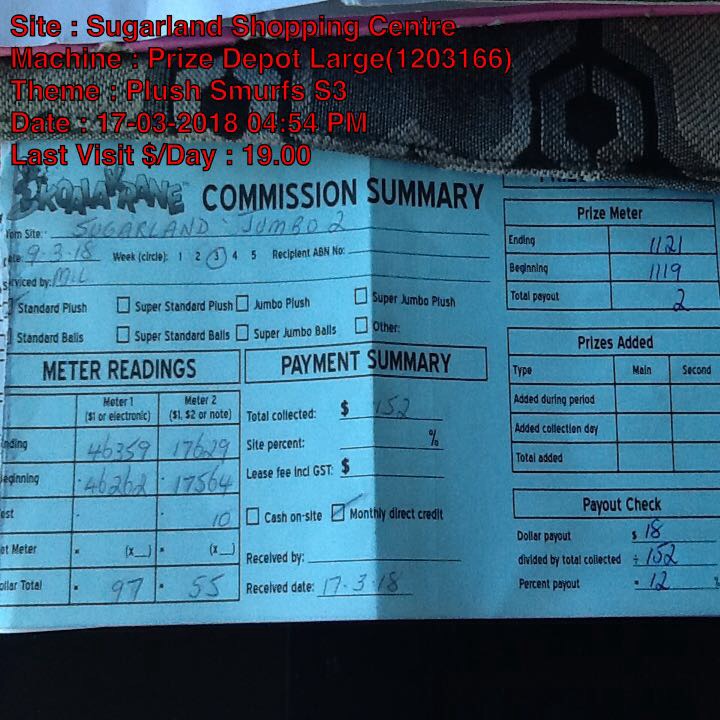 Site : Sugarland Shopping Centre
Machine : Prize Depot Large(1203166)
Theme : Plush Smurfs S3
Date : 17-03-2018 04:54 PM
Last Visit $/Day : 19.00
KOALA KRANE™ COMMISSION SUMMARY
Site: SUGARLAND - JUMBO 2
9-3-18 Week (circle): 1 2 3 4 5 Recipient ABN No:
by: MIL
Standard Plush Super Standard Plush Jumbo Plush Super Jumbo Plush
Standard Balls Super Standard Balls Super Jumbo Balls Other:
METER READINGS
Meter 1 Meter 2
($1 or electronic) ($1, $2 or note)
46359 17629
46262 17564
10
Meter (x__) (x__)
Total 97 55
PAYMENT SUMMARY
Total collected: $ 152
Site percent: %
Lease fee incl GST: $
Cash on-site Monthly direct credit
Received by:
Received date: 17-3-18
Prize Meter
Ending 1121
Beginning 1119
Total payout 2
Prizes Added
Type Main Second
Added during period
Added collection day
Total added
Payout Check
Dollar payout $ 18
divided by total collected ÷ 152
Percent payout = 12